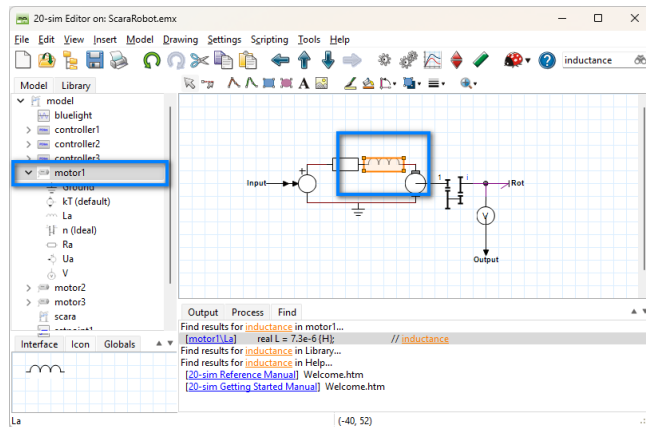 20-sim Editor on: ScaraRobot.emx
File Edit View Insert Model Drawing Settings Scripting Tools Help
inductance
Model Library
model
bluelight
controller1
controller2
controller3
motor1
Ground
kT (default)
La
n (Ideal)
Ra
Ua
V
motor2
motor3
scara
setpoint1
Interface Icon Globals
La
Input
1 i
Rot
V
Output
Output Process Find
Find results for inductance in motor1...
[motor1\La] real L = 7.3e-6 {H}; // inductance
Find results for inductance in Library...
Find results for inductance in Help...
[20-sim Reference Manual] Welcome.htm
[20-sim Getting Started Manual] Welcome.htm
(-40, 52)